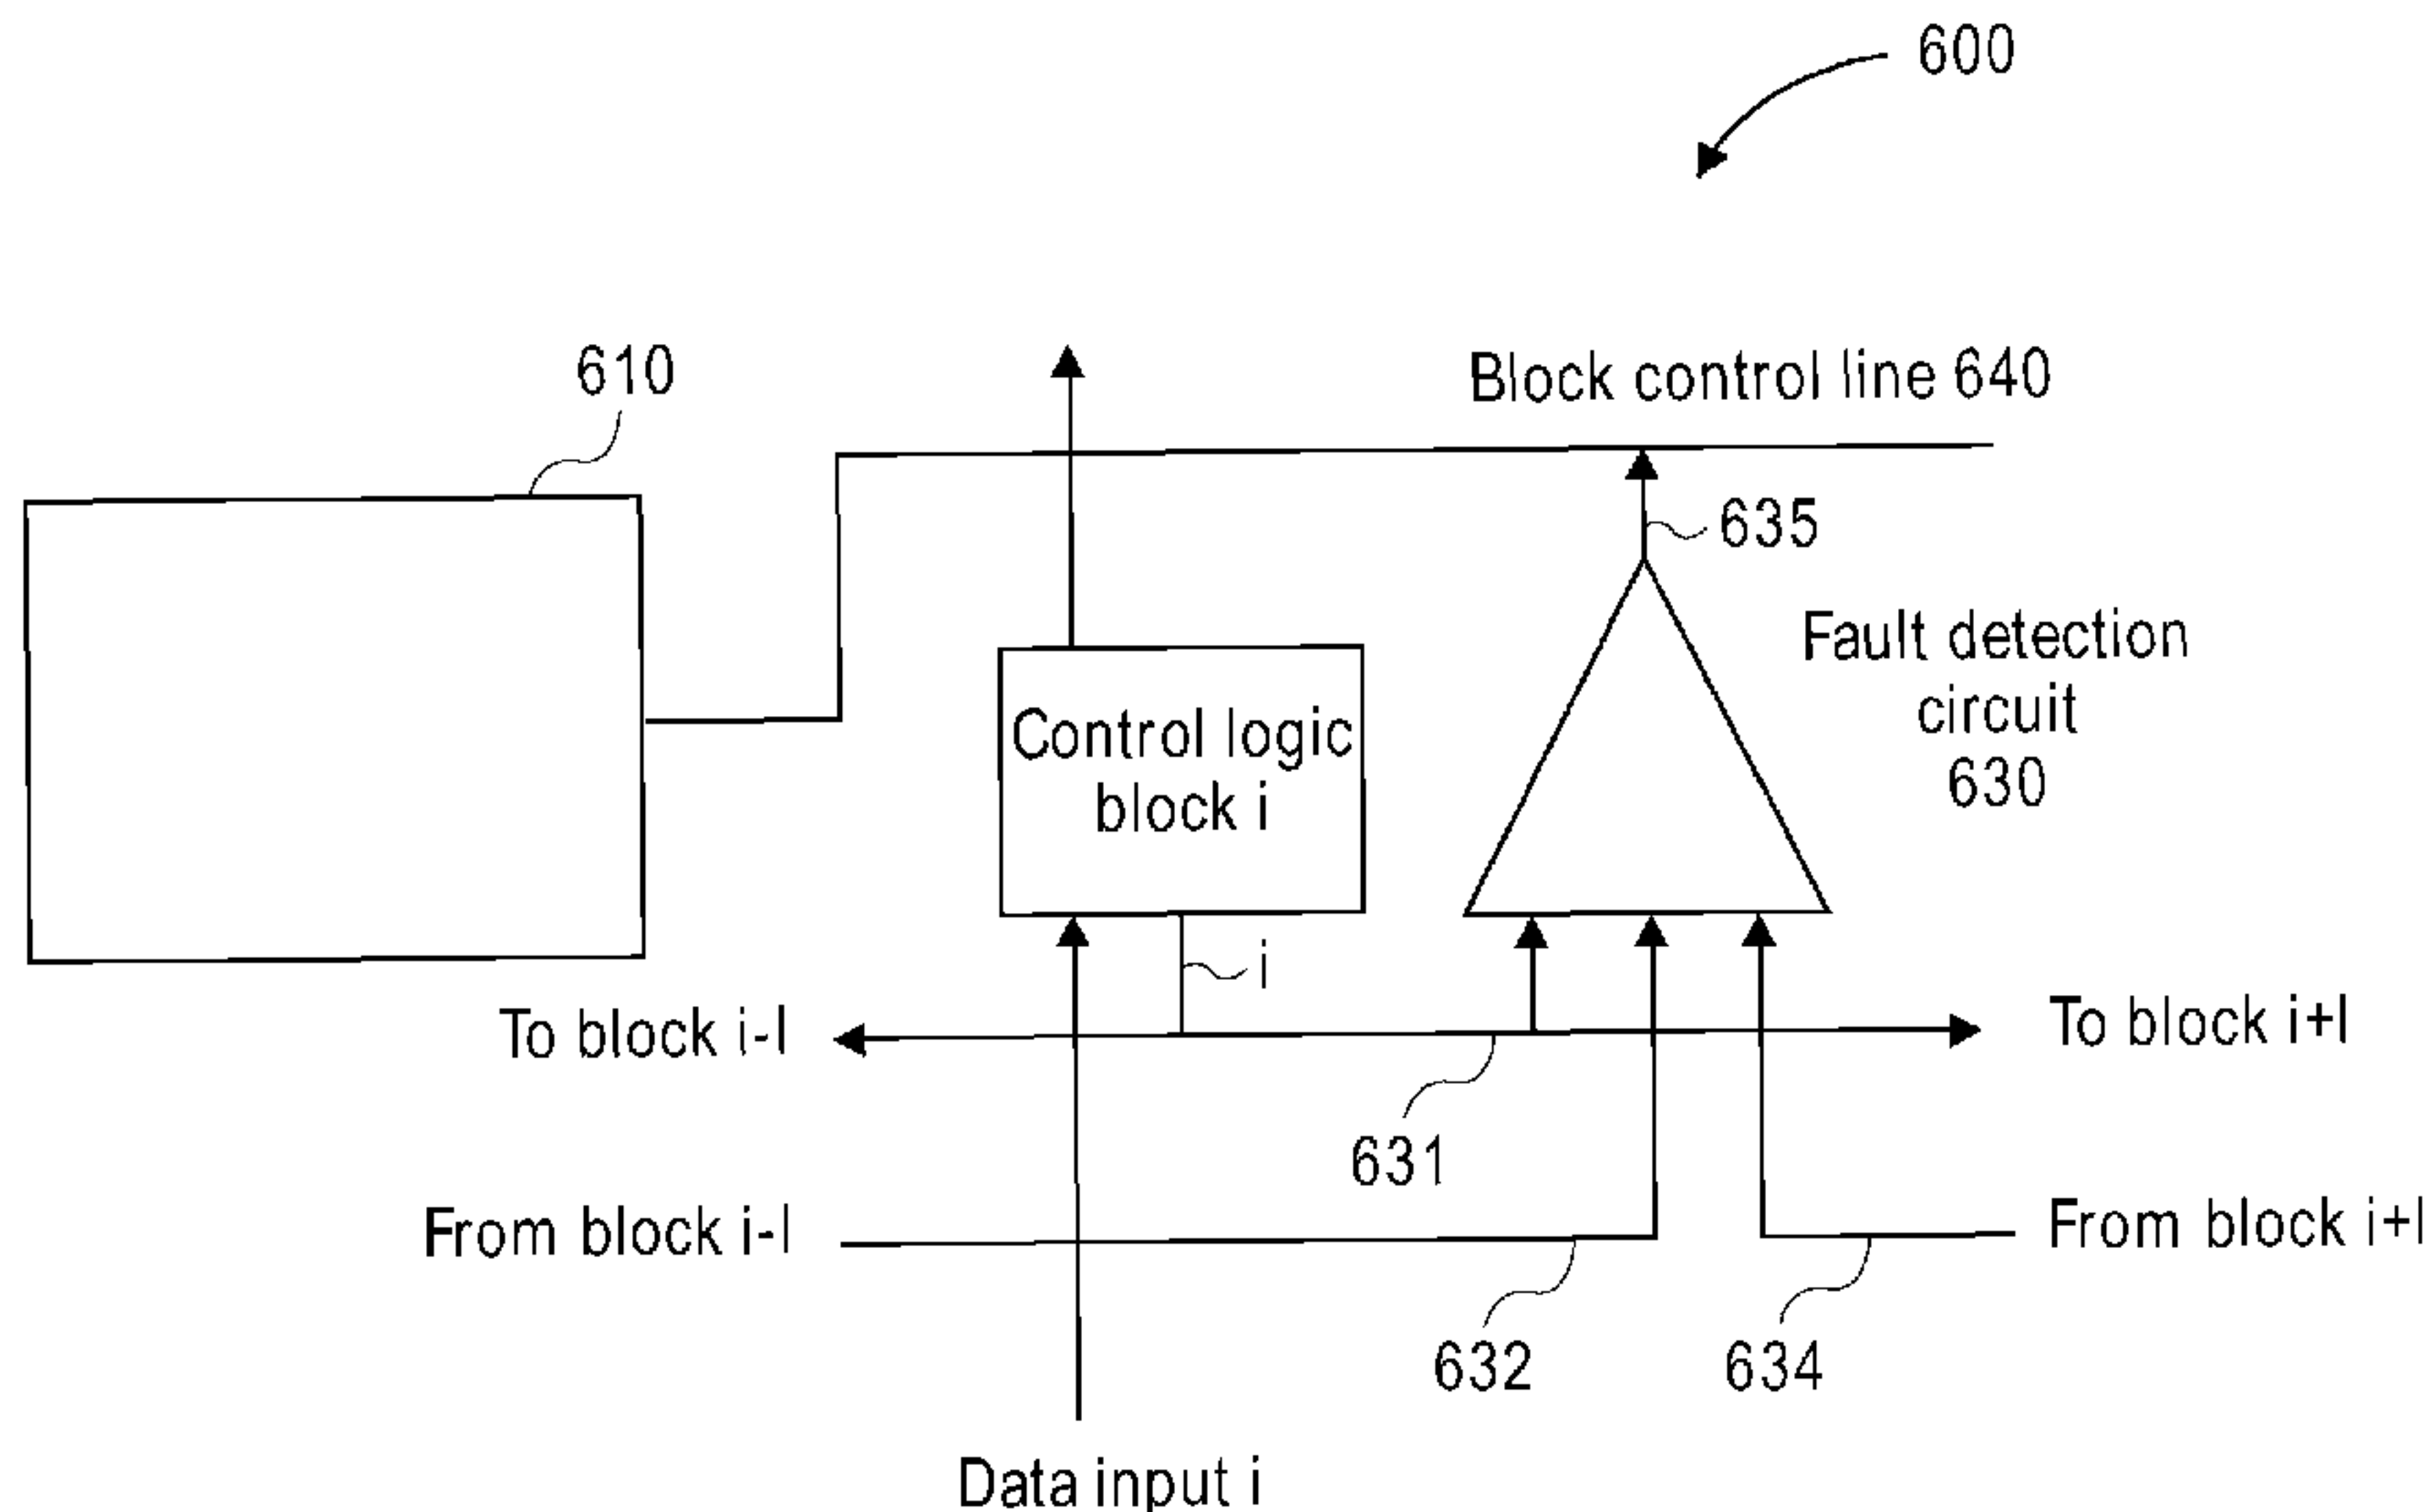 600
610
Block control line 640
635
Fault detection
circuit
630
Control logic
block i
i
To block i-l
To block i+l
631
From block i-l
From block i+l
632
634
Data input i